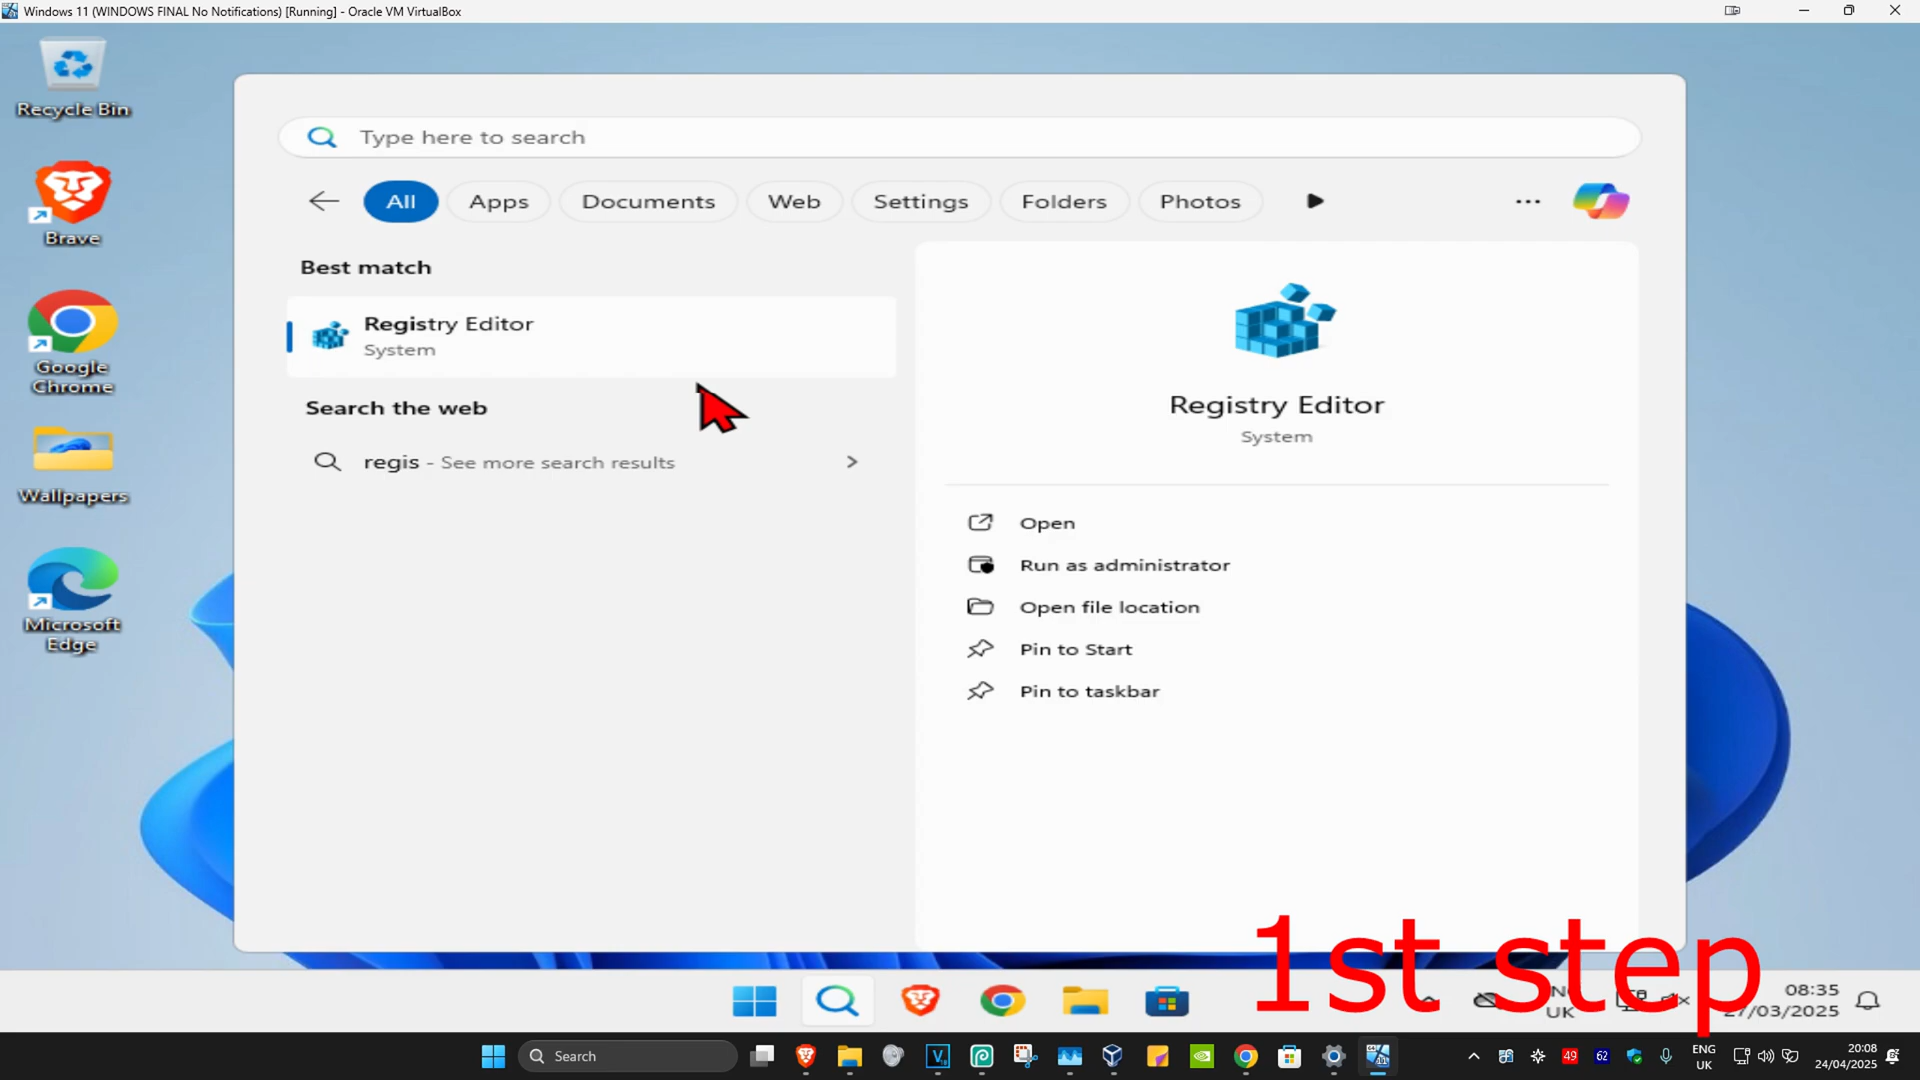 Windows 11 (WINDOWS FINAL No Notifications) [Running] - Oracle VM VirtualBox
Recycle Bin
Brave
Google
Chrome
Wallpapers
Microsoft
Edge
Type here to search
All
Apps
Documents
Web
Settings
Folders
Photos
Best match
Registry Editor
System
Search the web
regis - See more search results
Registry Editor
System
Open
Run as administrator
Open file location
Pin to Start
Pin to taskbar
1st step
UK
08:35
27/03/2025
Search
49
62
ENG
UK
20:08
24/04/2025